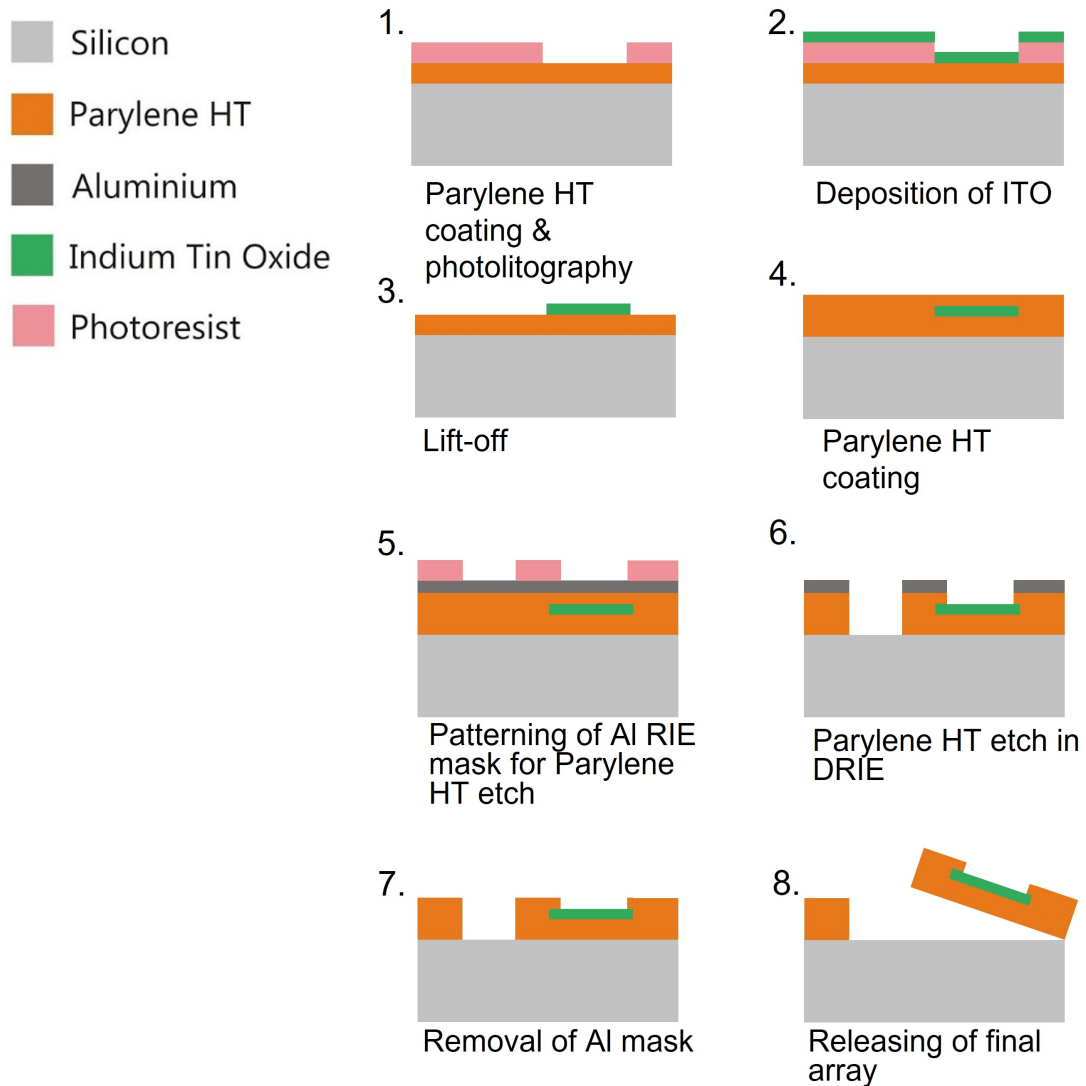 Silicon
Parylene HT
Aluminium
Indium Tin Oxide
Photoresist
1.
Parylene HT
coating &
photolitography
2.
Deposition of ITO
3.
Lift-off
4.
Parylene HT
coating
5.
Patterning of Al RIE
mask for Parylene
HT etch
6.
Parylene HT etch in
DRIE
7.
Removal of Al mask
8.
Releasing of final
array